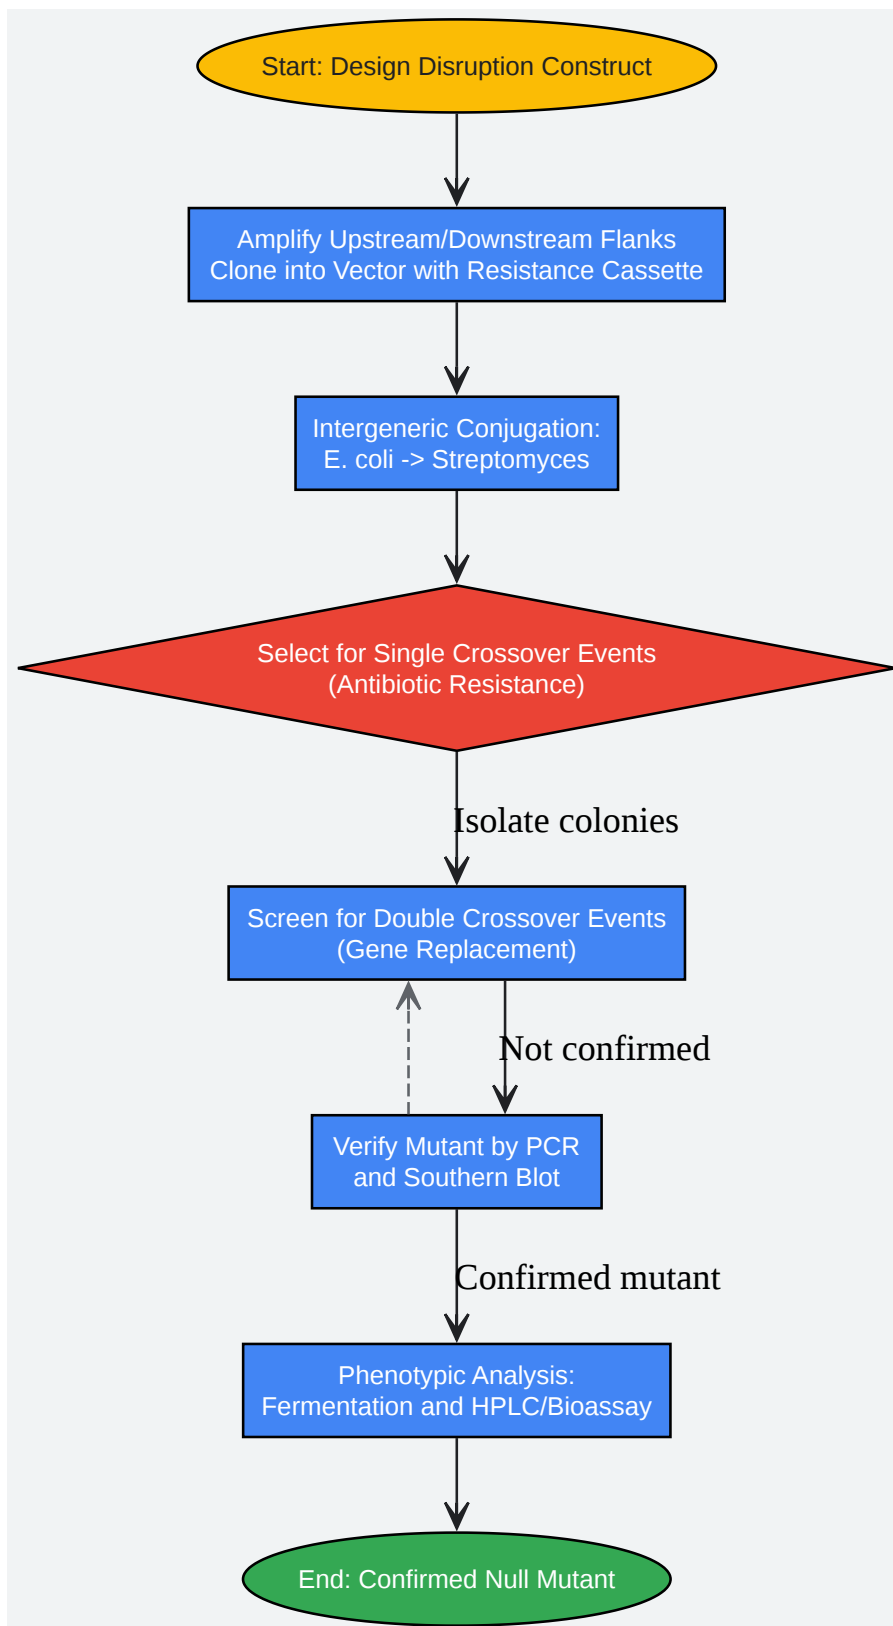 Start: Design Disruption Construct
Amplify Upstream/Downstream Flanks
Clone into Vector with Resistance Cassette
Intergeneric Conjugation:
E. coli -> Streptomyces
Select for Single Crossover Events
(Antibiotic Resistance)
Isolate colonies
Screen for Double Crossover Events
(Gene Replacement)
Not confirmed
Verify Mutant by PCR
and Southern Blot
Confirmed mutant
Phenotypic Analysis:
Fermentation and HPLC/Bioassay
End: Confirmed Null Mutant